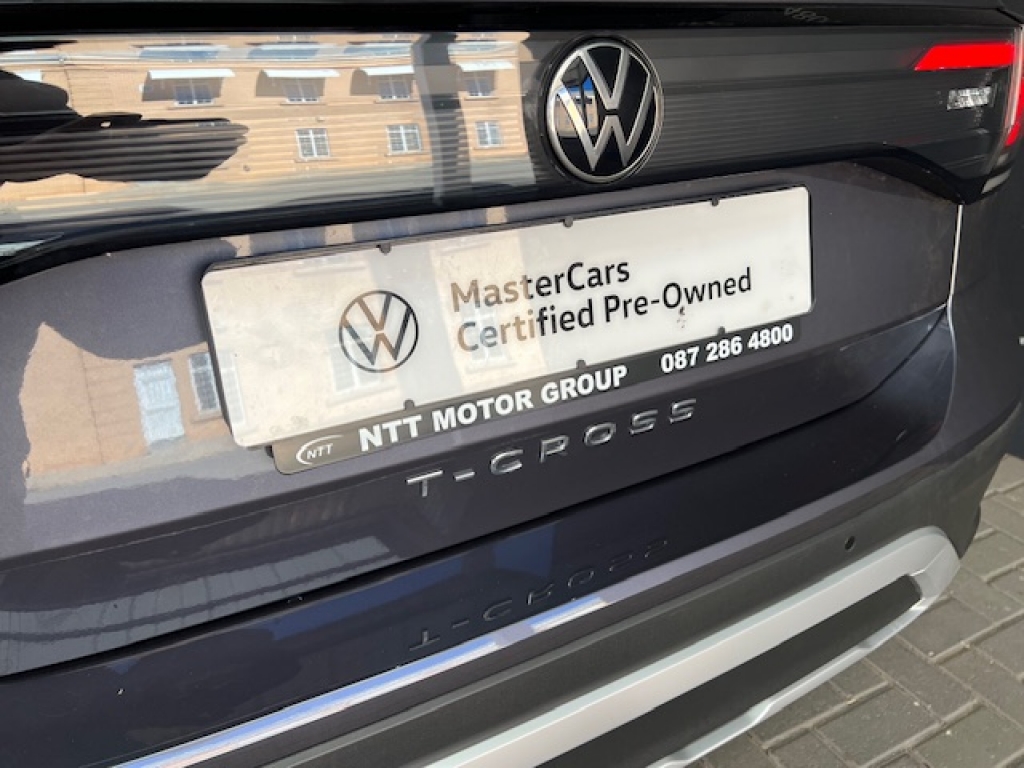 MasterCars
Certified Pre-Owned
NTT
NTT MOTOR GROUP 087 286 4800
T-CROSS